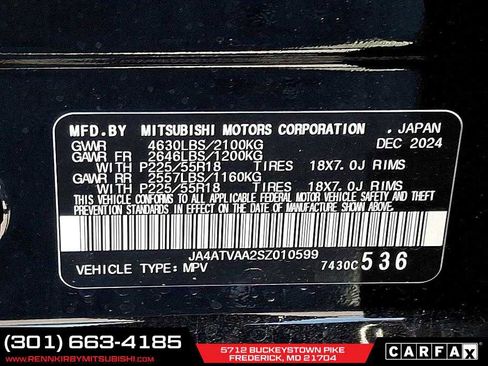 MFD.BY MITSUBISHI MOTORS CORPORATION . JAPAN
GVWR 4630LBS/2100KG DEC 2024
GAWR FR 2646LBS/1200KG
WITH P225/55R18 TIRES 18X7.0J RIMS
GAWR RR 2557LBS/1160KG
WITH P225/55R18 TIRES 18X7.0J RIMS
THIS VEHICLE CONFORMS TO ALL APPLICABLE FEDERAL
MOTOR VEHICLE SAFETY AND THEFT PREVENTION STANDARDS
IN EFFECT ON THE DATE OF MANUFACTURE SHOWN ABOVE.
JA4ATVAA2SZ010599
VEHICLE TYPE: MPV 7430C 536
(301) 663-4185
WWW.RENNKIRBYMITSUBISHI.COM
5712 BUCKEYSTOWN PIKE
FREDERICK, MD 21704
CARFAX